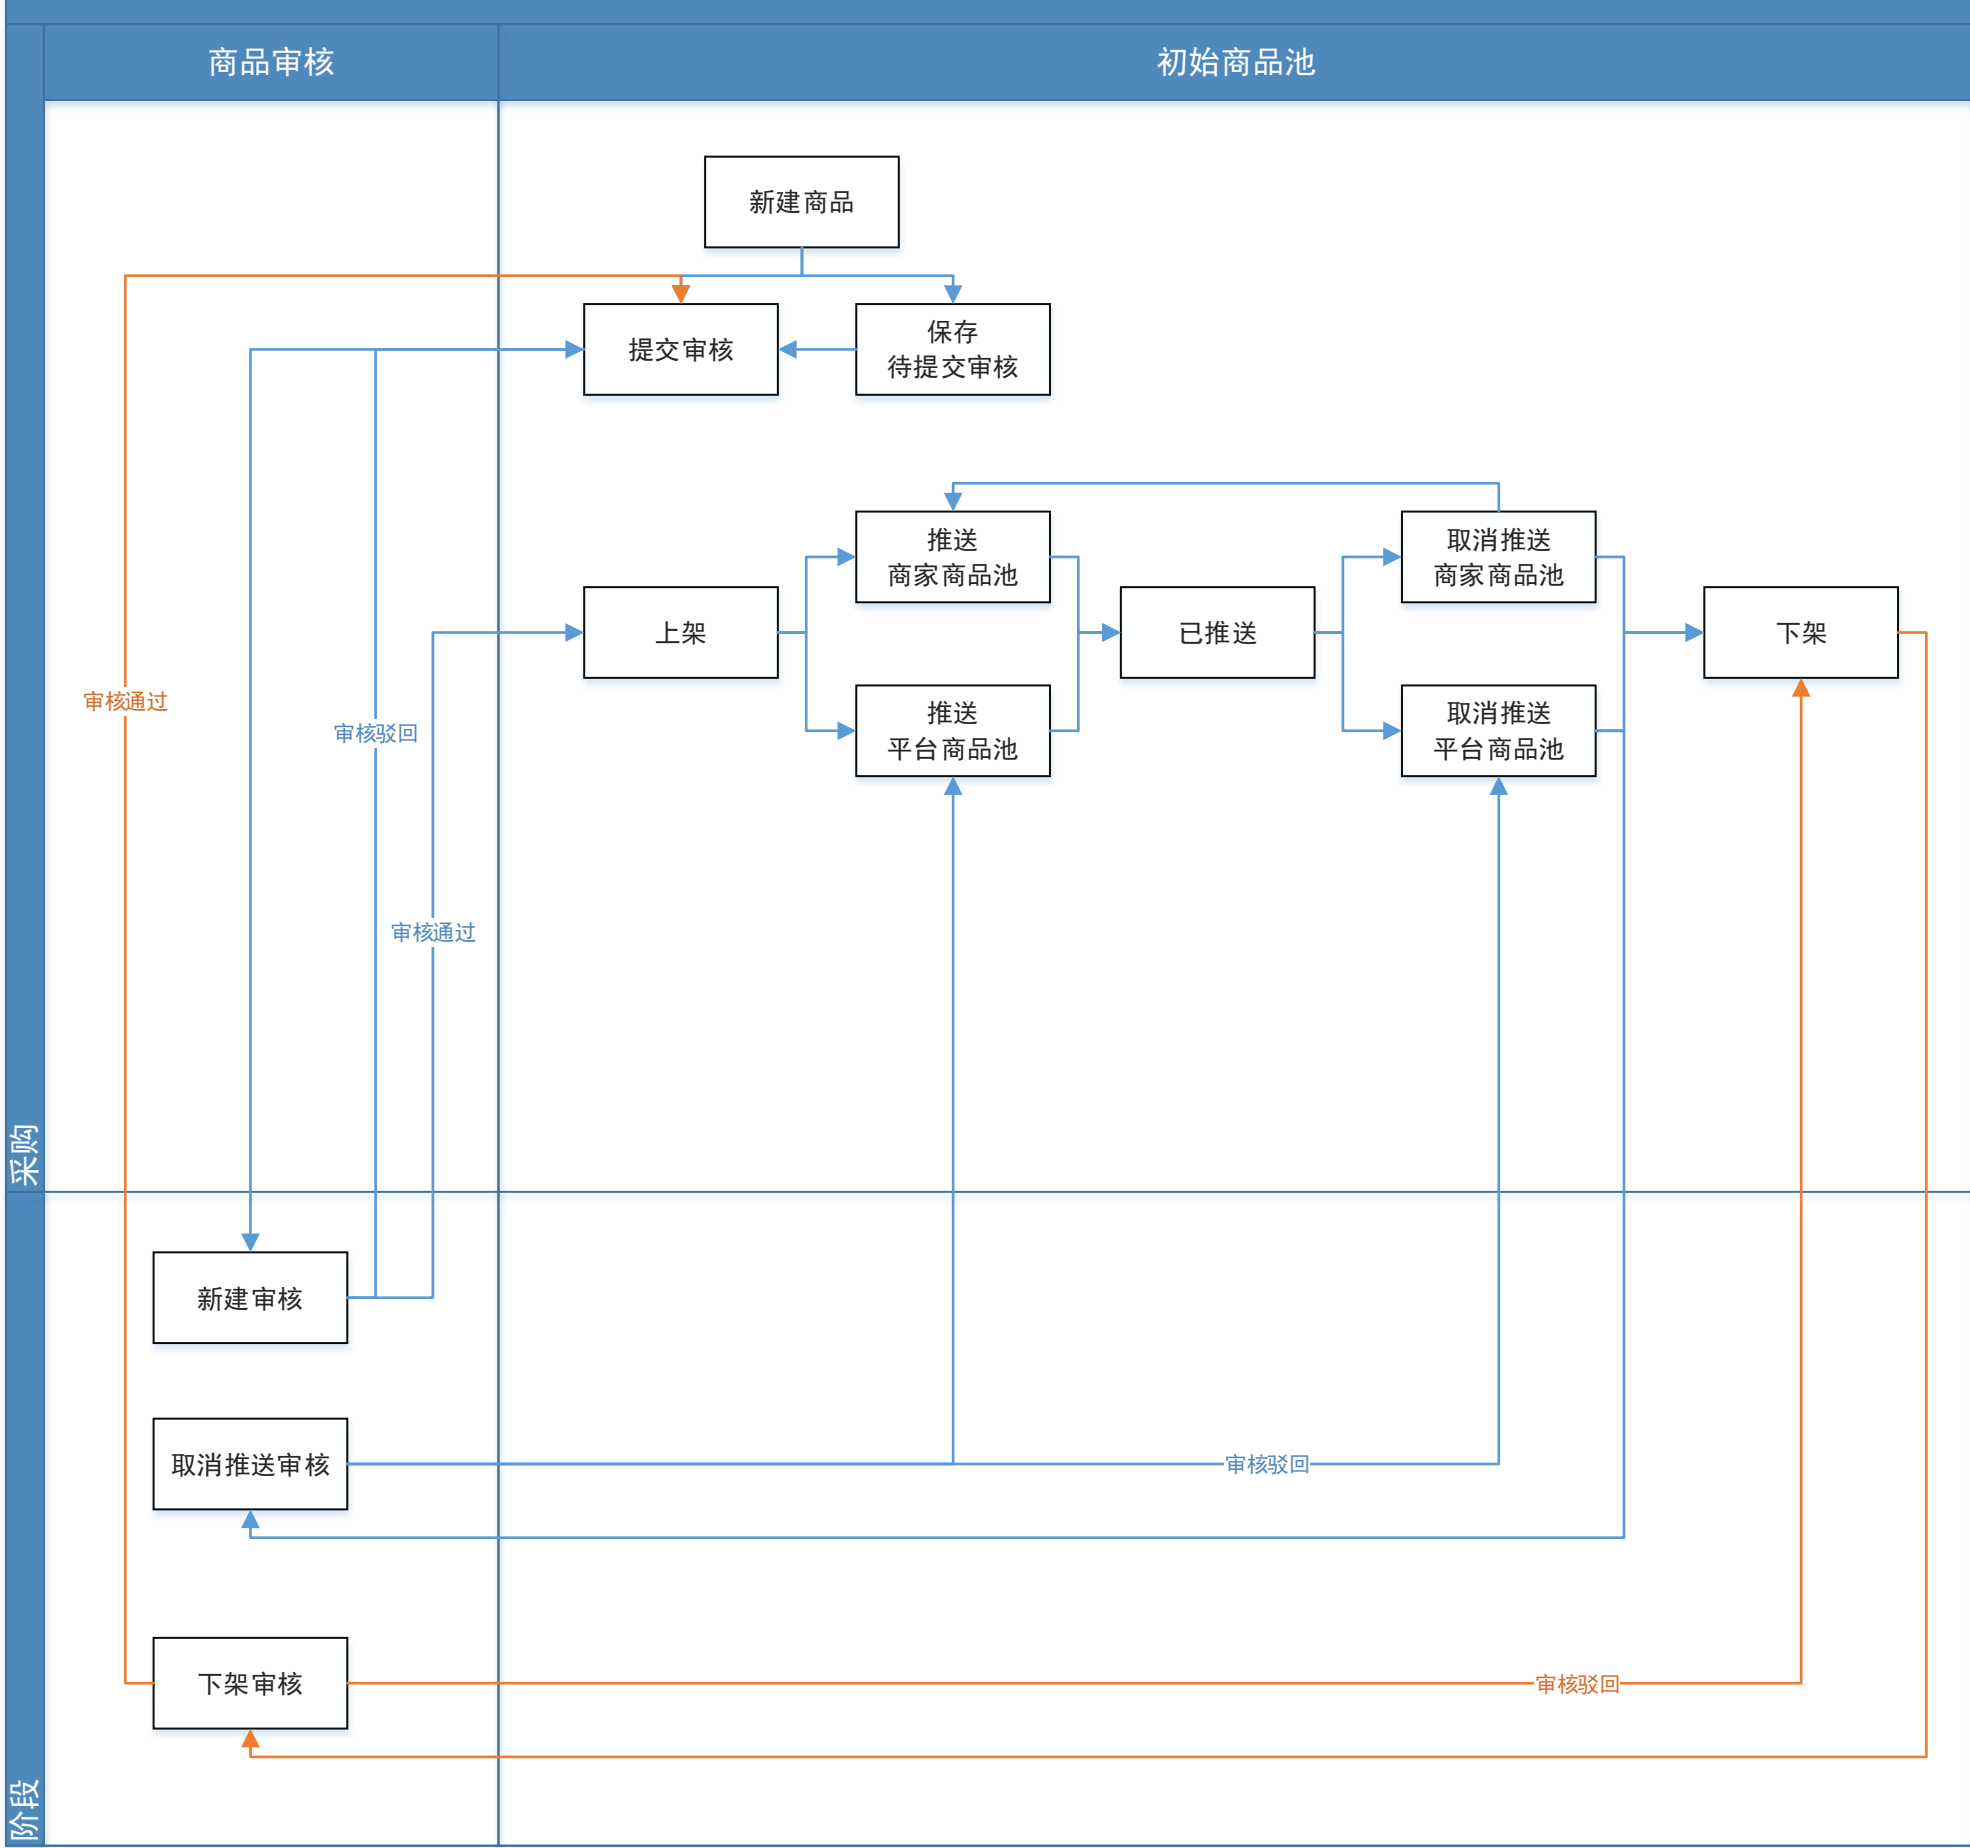 商品审核
初始商品池
新建商品
提交审核
保存
待提交审核
推送
商家商品池
取消推送
商家商品池
上架
已推送
下架
审核通过
审核驳回
推送
平台商品池
取消推送
平台商品池
审核通过
采购
新建审核
取消推送审核
审核驳回
下架审核
审核驳回
阶段